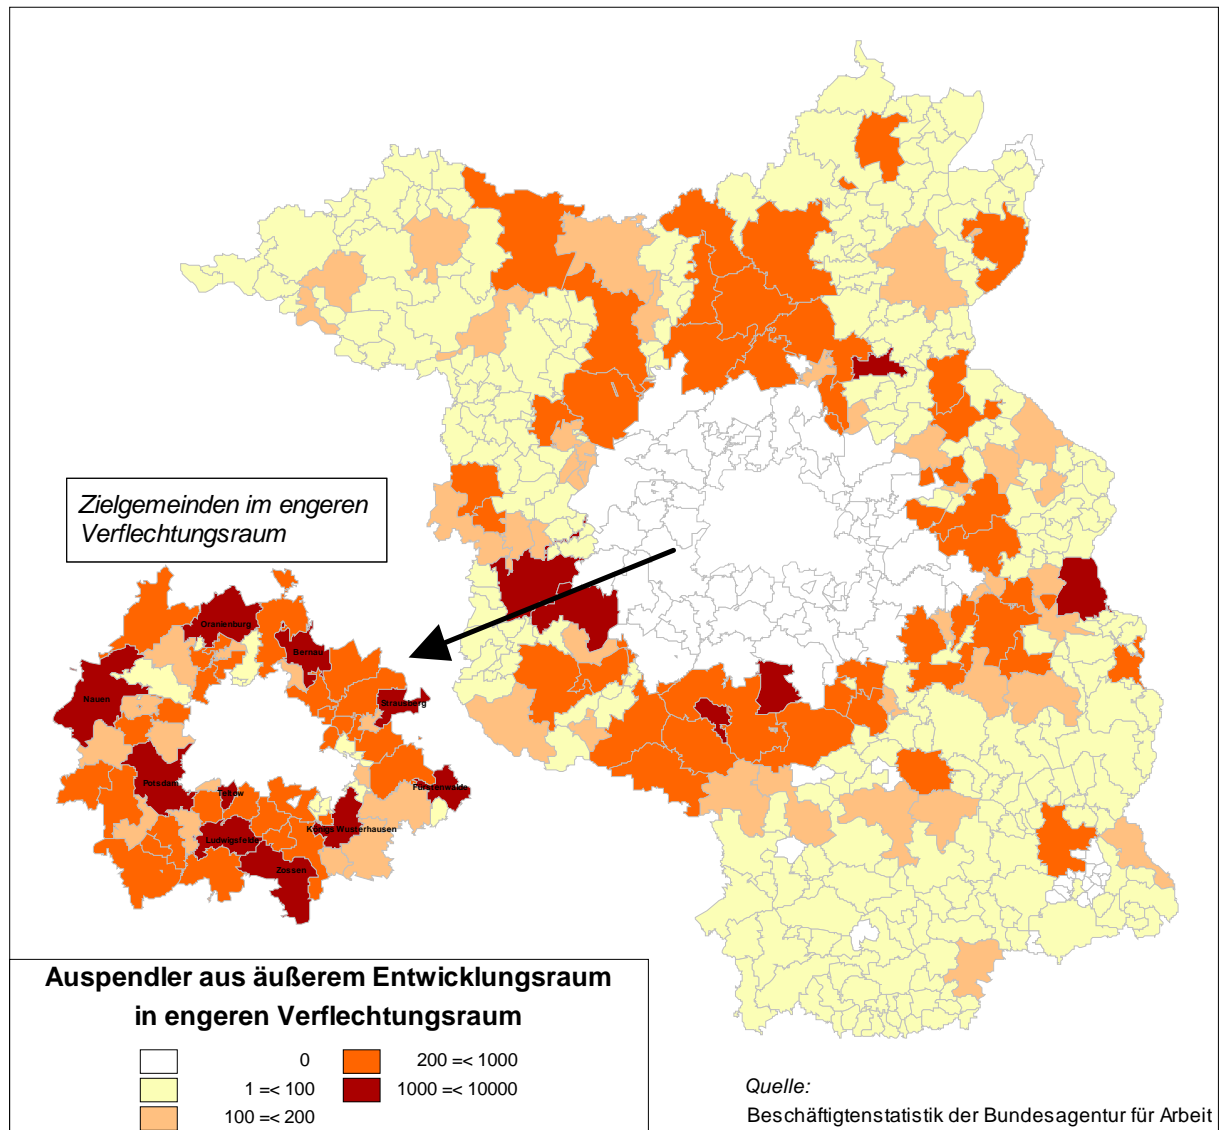 Zielgemeinden im engeren
Verflechtungsraum
Oranienburg
Bernau
Nauen
Strausberg
Potsdam
Teltow
Fürstenwalde
Königs Wusterhausen
Ludwigsfelde
Zossen
Auspendler aus äußerem Entwicklungsraum
in engeren Verflechtungsraum
0
200 =< 1000
1 =< 100
1000 =< 10000
100 =< 200
Quelle:
Beschäftigtenstatistik der Bundesagentur für Arbeit